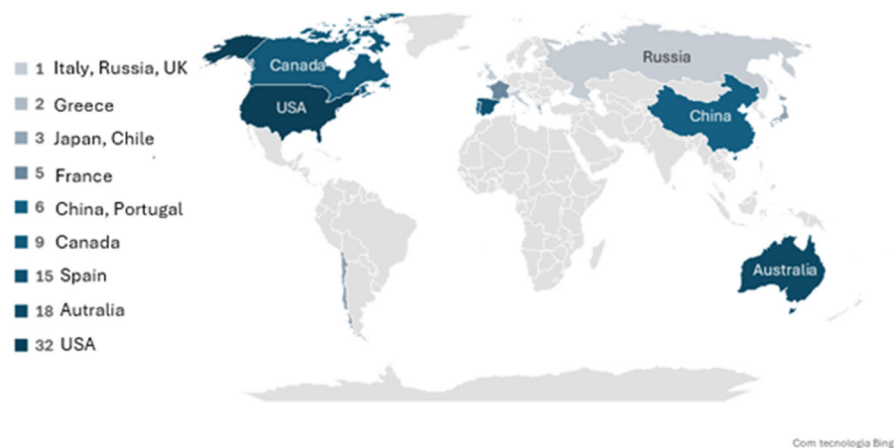 1 Italy, Russia, UK
2 Greece
3 Japan, Chile
5 France
6 China, Portugal
9 Canada
15 Spain
18 Autralia
32 USA
Canada
USA
Russia
China
Australia
Com tecnologia Bing